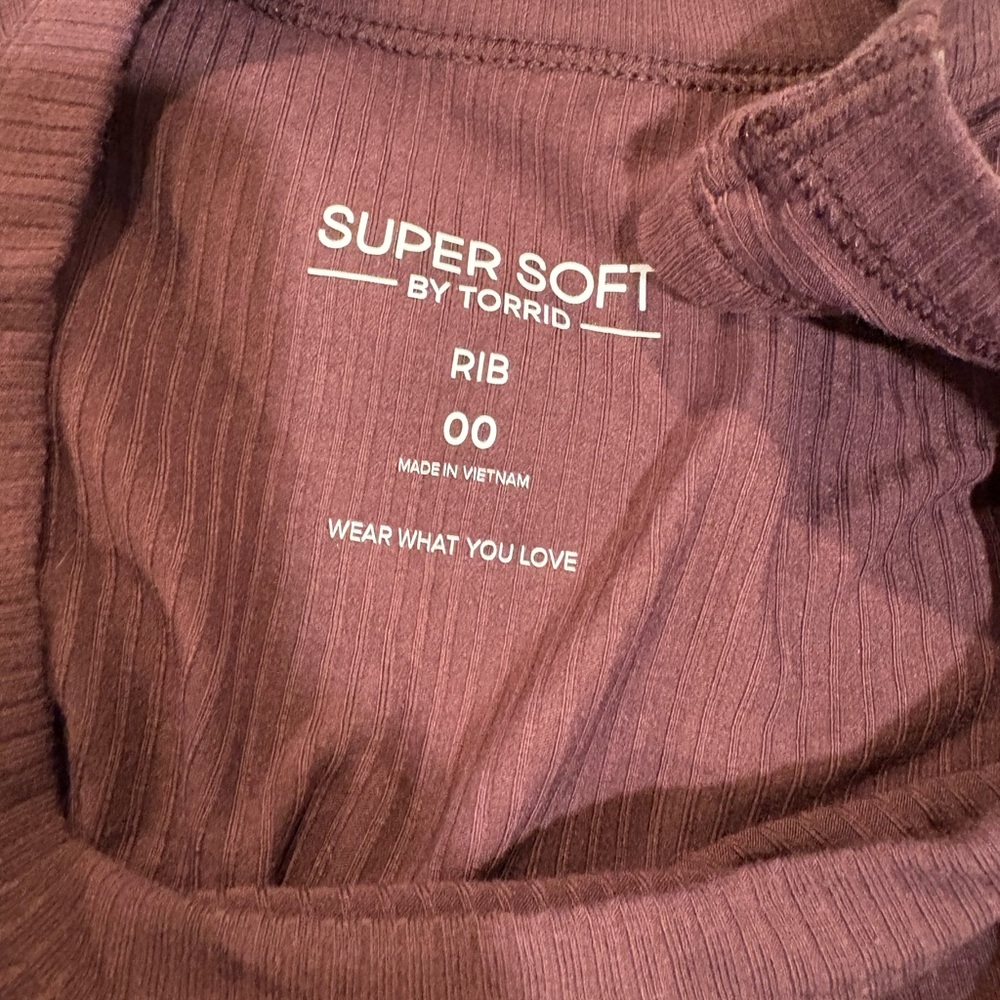 SUPER SOFT
BY TORRID
RIB
00
MADE IN VIETNAM
WEAR WHAT YOU LOVE